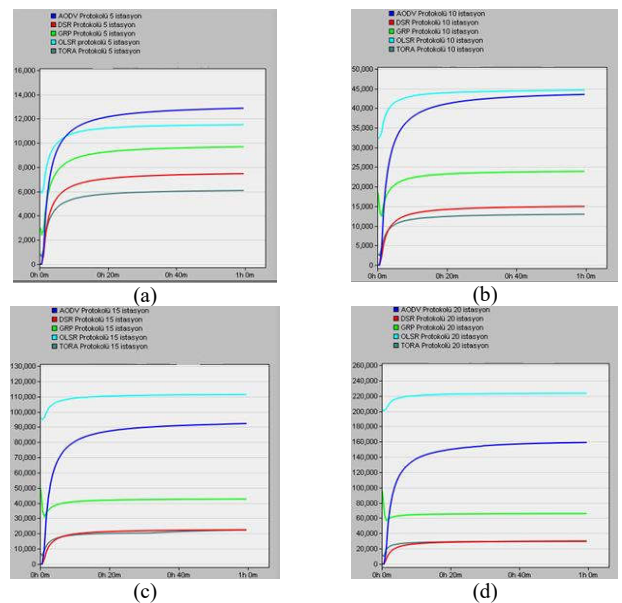 AODV Protokolü 5 istasyon
DSR Protokolü 5 istasyon
GRP Protokolü 5 istasyon
OLSR protokolü 5 istasyon
TORA Protokolü 5 istasyon
16,000
14,000
12,000
10,000
8,000
6,000
4,000
2,000
0
0h 0m 0h 20m 0h 40m 1h 0m
(a)
AODV Protokolü 10 istasyon
DSR Protokolü 10 istasyon
GRP Protokolü 10 istasyon
OLSR Protokolü 10 istasyon
TORA Protokolü 10 istasyon
50,000
45,000
40,000
35,000
30,000
25,000
20,000
15,000
10,000
5,000
0
0h 0m 0h 20m 0h 40m 1h 0m
(b)
AODV Protokolü 15 istasyon
DSR Protokolü 15 istasyon
GRP Protokolü 15 istasyon
OLSR Protokolü 15 istasyon
TORA Protokolü 15 istasyon
130,000
120,000
110,000
100,000
90,000
80,000
70,000
60,000
50,000
40,000
30,000
20,000
10,000
0
0h 0m 0h 20m 0h 40m 1h 0m
(c)
AODV Protokolü 20 istasyon
DSR Protokolü 20 istasyon
GRP Protokolü 20 istasyon
OLSR Protokolü 20 istasyon
TORA Protokolü 20 istasyon
260,000
240,000
220,000
200,000
180,000
160,000
140,000
120,000
100,000
80,000
60,000
40,000
20,000
0
0h 0m 0h 20m 0h 40m 1h 0m
(d)